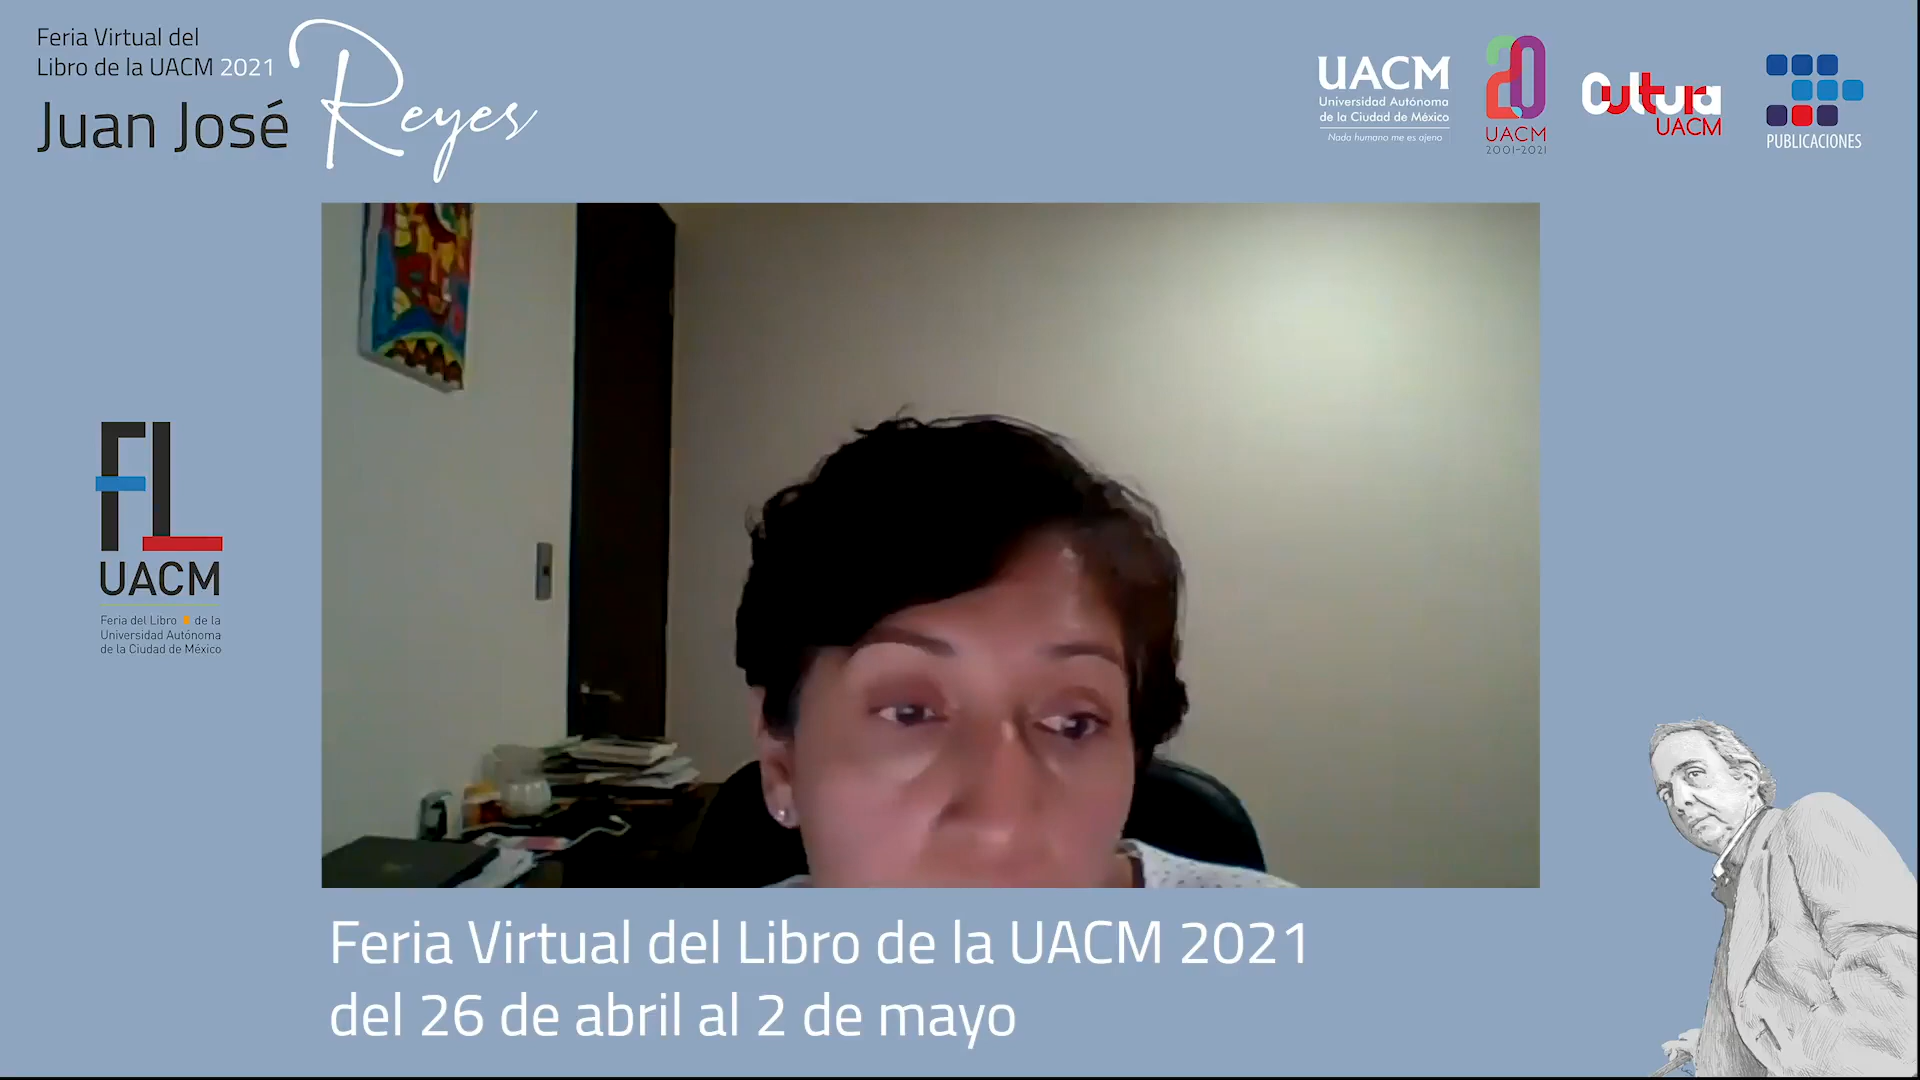 Feria Virtual del
Libro de la UACM 2021
Juan José Reyes
UACM
Universidad Autónoma
de la Ciudad de México
Nada humano me es ajeno
20
UACM
2001-2021
Cultura
UACM
PUBLICACIONES
FL
UACM
Feria del Libro de la
Universidad Autónoma
de la Ciudad de México
Feria Virtual del Libro de la UACM 2021
del 26 de abril al 2 de mayo